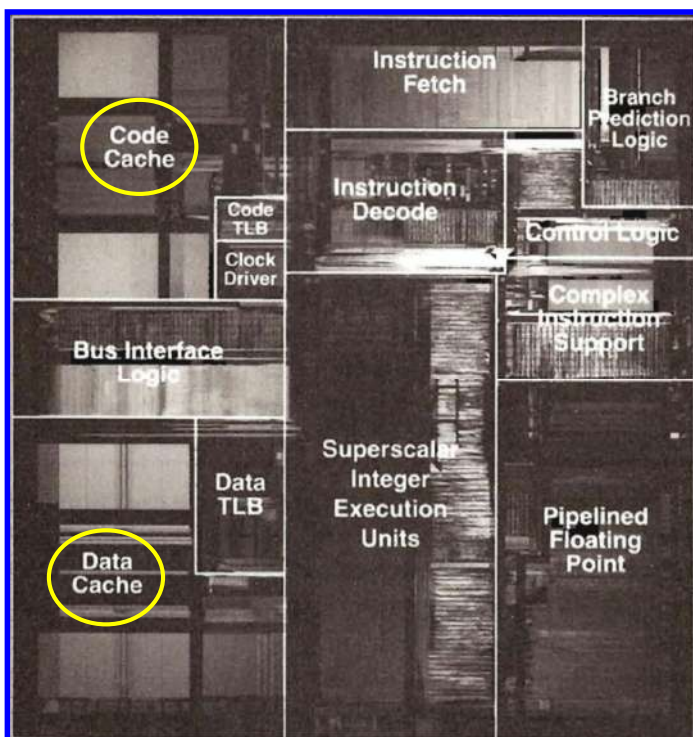 Instruction
Fetch
Branch
Prediction
Logic
Code
Cache
Instruction
Decode
Code
TLB
Control Logic
Clock
Driver
Complex
Instruction
Support
Bus Interface
Logic
Superscalar
Integer
Execution
Units
Data
TLB
Pipelined
Floating
Point
Data
Cache